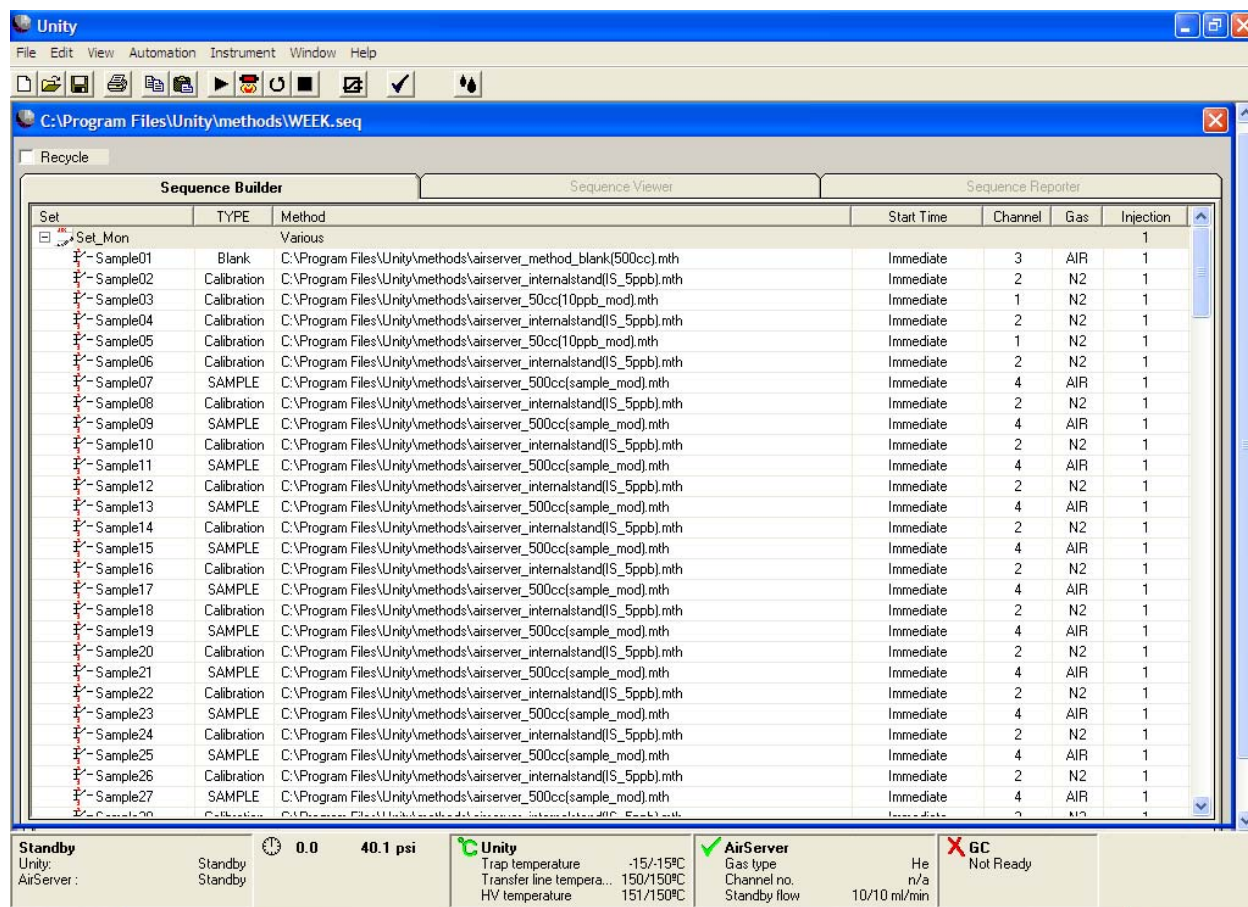 Unity
File Edit View Automation Instrument Window Help
C:\Program Files\Unity\methods\WEEK.seq
Recycle
Sequence Builder Sequence Viewer Sequence Reporter
Set TYPE Method Start Time Channel Gas Injection
Set_Mon Various 1
Sample01 Blank C:\Program Files\Unity\methods\airserver_method_blank(500cc).mth Immediate 3 AIR 1
Sample02 Calibration C:\Program Files\Unity\methods\airserver_internalstand(IS_5ppb).mth Immediate 2 N2 1
Sample03 Calibration C:\Program Files\Unity\methods\airserver_50cc(10ppb_mod).mth Immediate 1 N2 1
Sample04 Calibration C:\Program Files\Unity\methods\airserver_internalstand(IS_5ppb).mth Immediate 2 N2 1
Sample05 Calibration C:\Program Files\Unity\methods\airserver_50cc(10ppb_mod).mth Immediate 1 N2 1
Sample06 Calibration C:\Program Files\Unity\methods\airserver_internalstand(IS_5ppb).mth Immediate 2 N2 1
Sample07 SAMPLE C:\Program Files\Unity\methods\airserver_500cc(sample_mod).mth Immediate 4 AIR 1
Sample08 Calibration C:\Program Files\Unity\methods\airserver_internalstand(IS_5ppb).mth Immediate 2 N2 1
Sample09 SAMPLE C:\Program Files\Unity\methods\airserver_500cc(sample_mod).mth Immediate 4 AIR 1
Sample10 Calibration C:\Program Files\Unity\methods\airserver_internalstand(IS_5ppb).mth Immediate 2 N2 1
Sample11 SAMPLE C:\Program Files\Unity\methods\airserver_500cc(sample_mod).mth Immediate 4 AIR 1
Sample12 Calibration C:\Program Files\Unity\methods\airserver_internalstand(IS_5ppb).mth Immediate 2 N2 1
Sample13 SAMPLE C:\Program Files\Unity\methods\airserver_500cc(sample_mod).mth Immediate 4 AIR 1
Sample14 Calibration C:\Program Files\Unity\methods\airserver_internalstand(IS_5ppb).mth Immediate 2 N2 1
Sample15 SAMPLE C:\Program Files\Unity\methods\airserver_500cc(sample_mod).mth Immediate 4 AIR 1
Sample16 Calibration C:\Program Files\Unity\methods\airserver_internalstand(IS_5ppb).mth Immediate 2 N2 1
Sample17 SAMPLE C:\Program Files\Unity\methods\airserver_500cc(sample_mod).mth Immediate 4 AIR 1
Sample18 Calibration C:\Program Files\Unity\methods\airserver_internalstand(IS_5ppb).mth Immediate 2 N2 1
Sample19 SAMPLE C:\Program Files\Unity\methods\airserver_500cc(sample_mod).mth Immediate 4 AIR 1
Sample20 Calibration C:\Program Files\Unity\methods\airserver_internalstand(IS_5ppb).mth Immediate 2 N2 1
Sample21 SAMPLE C:\Program Files\Unity\methods\airserver_500cc(sample_mod).mth Immediate 4 AIR 1
Sample22 Calibration C:\Program Files\Unity\methods\airserver_internalstand(IS_5ppb).mth Immediate 2 N2 1
Sample23 SAMPLE C:\Program Files\Unity\methods\airserver_500cc(sample_mod).mth Immediate 4 AIR 1
Sample24 Calibration C:\Program Files\Unity\methods\airserver_internalstand(IS_5ppb).mth Immediate 2 N2 1
Sample25 SAMPLE C:\Program Files\Unity\methods\airserver_500cc(sample_mod).mth Immediate 4 AIR 1
Sample26 Calibration C:\Program Files\Unity\methods\airserver_internalstand(IS_5ppb).mth Immediate 2 N2 1
Sample27 SAMPLE C:\Program Files\Unity\methods\airserver_500cc(sample_mod).mth Immediate 4 AIR 1
Standby 0.0 40.1 psi °C Unity AirServer GC
Unity: Standby Trap temperature -15/-15ºC Gas type He Not Ready
AirServer : Standby Transfer line tempera... 150/150ºC Channel no. n/a
HV temperature 151/150ºC Standby flow 10/10 ml/min